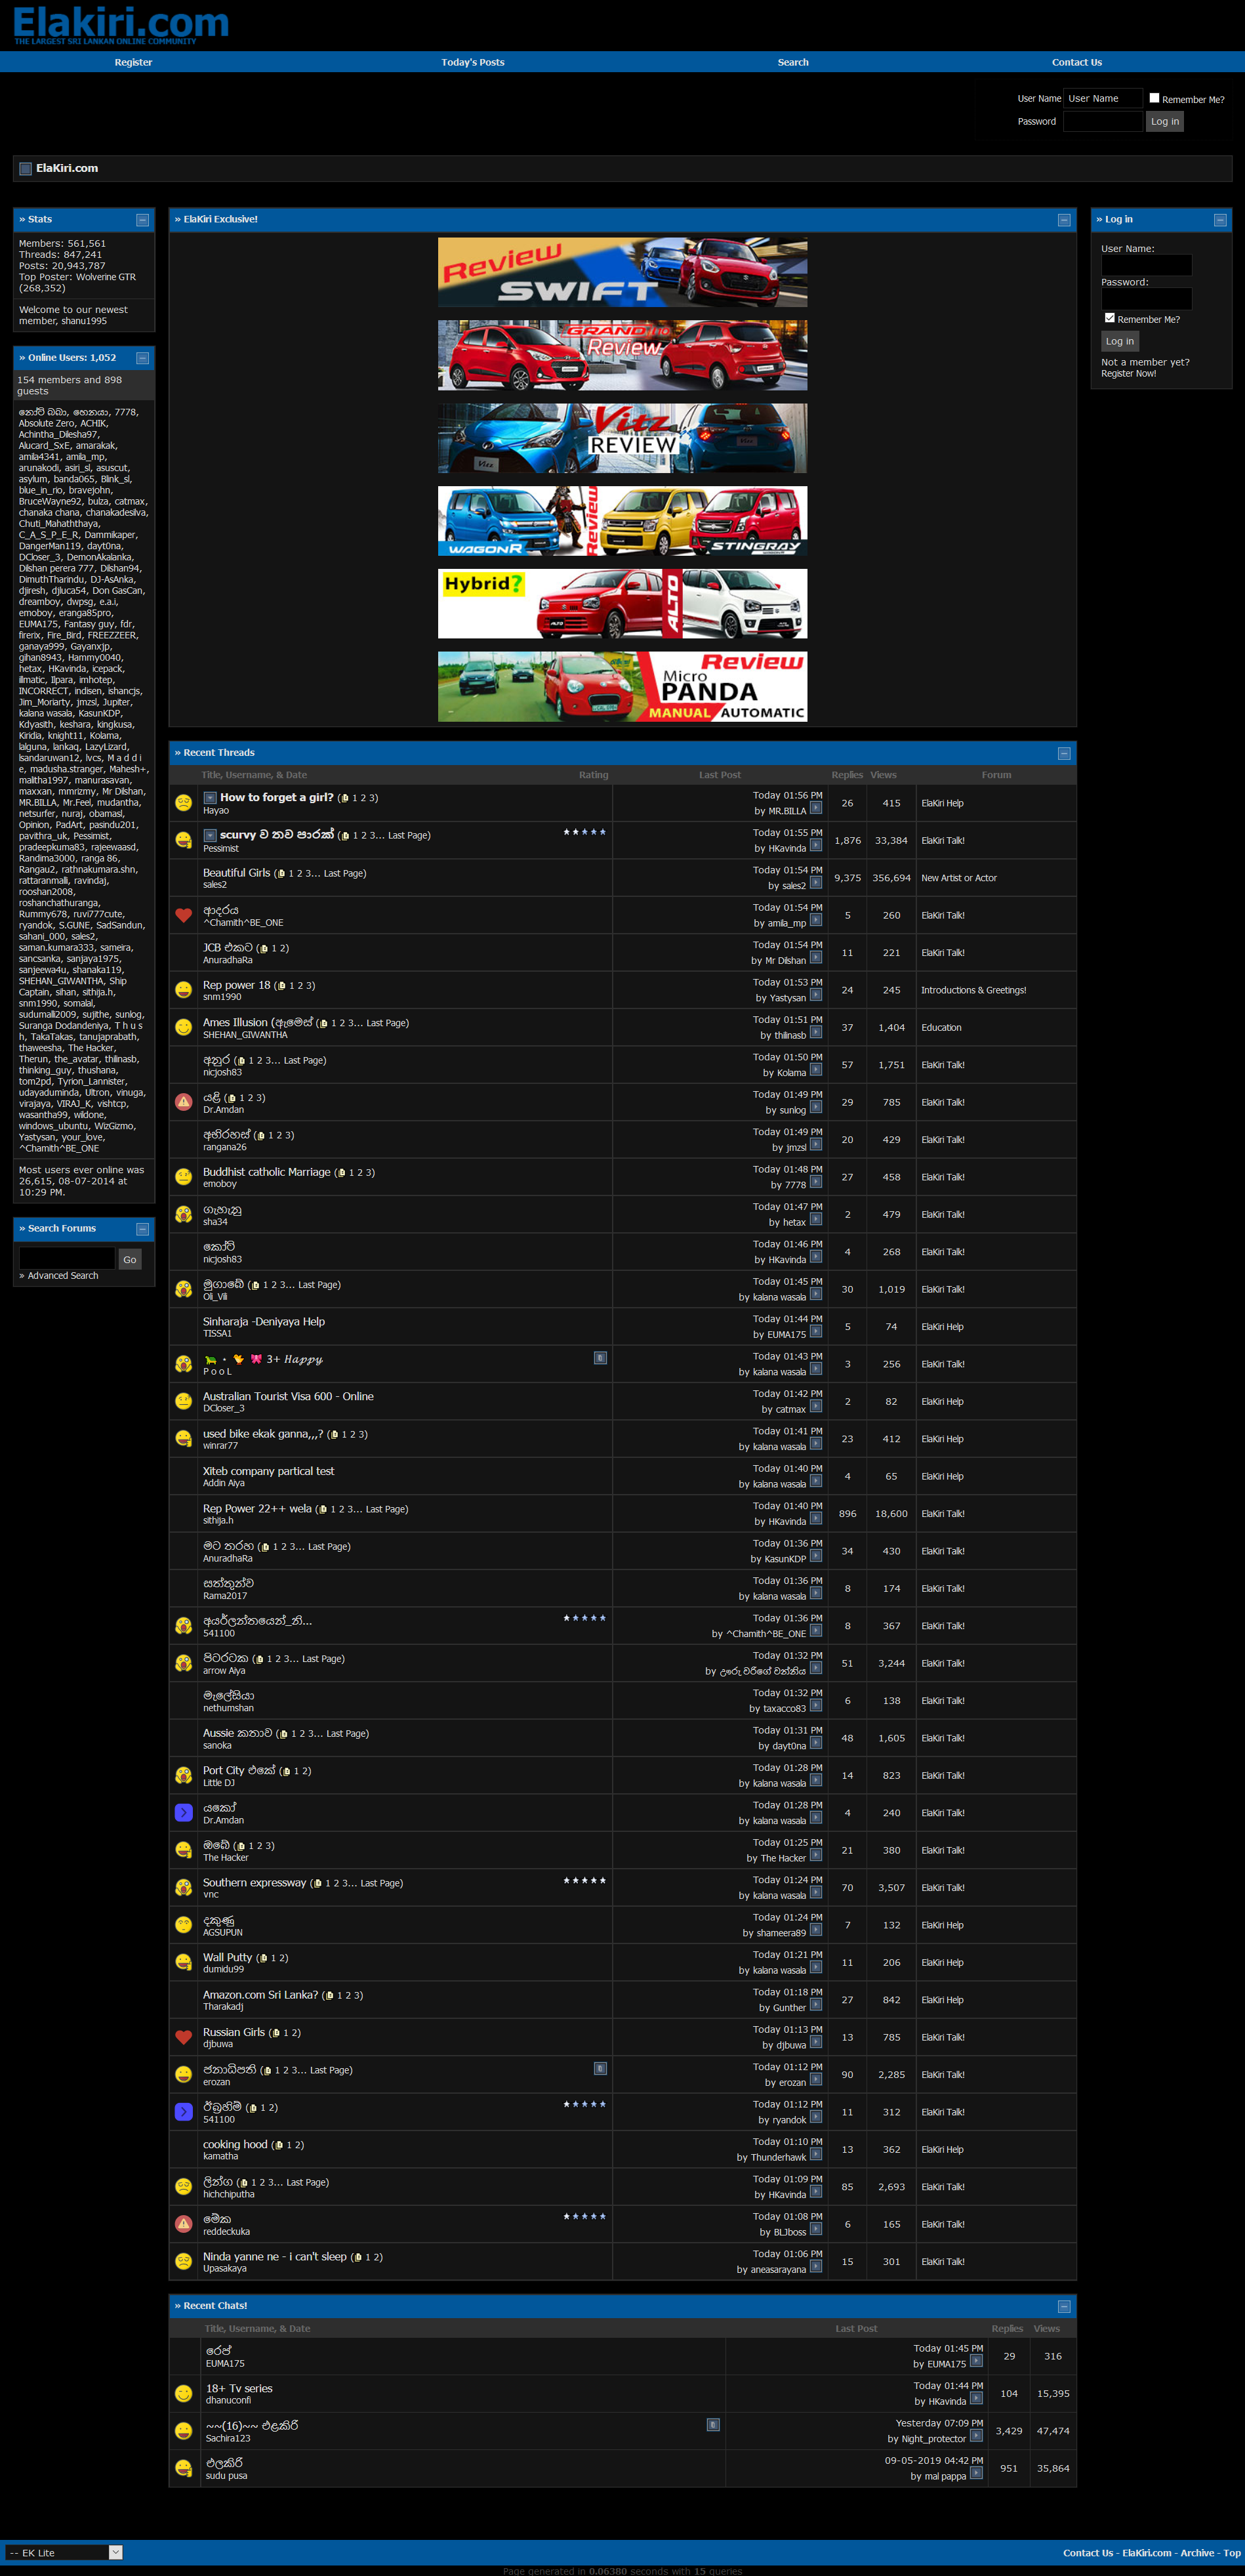 Elakiri.com
THE LARGEST SRI LANKAN ONLINE COMMUNITY
Register Today's Posts Search Contact Us
User Name User Name Remember Me?
Password Log in
ElaKiri.com
» Stats
Members: 561,561
Threads: 847,241
Posts: 20,943,787
Top Poster: Wolverine GTR
(268,352)
Welcome to our newest
member, shanu1995
» Online Users: 1,052
154 members and 898
guests
නෝටි බබා, හෙනයා, 7778,
Absolute Zero, ACHIK,
Achintha_Dilesha97,
Alucard_SxE, amarakak,
amila4341, amila_mp,
arunakodi, asiri_sl, asuscut,
asylum, banda065, Blink_sl,
blue_in_rio, bravejohn,
BruceWayne92, bulza, catmax,
chanaka chana, chanakadesilva,
Chuti_Mahaththaya,
C_A_S_P_E_R, Dammikaper,
DangerMan119, dayt0na,
DCloser_3, DemonAkalanka,
Dilshan perera 777, Dilshan94,
DimuthTharindu, DJ-AsAnka,
djiresh, djluca54, Don GasCan,
dreamboy, dwpsg, e.a.i,
emoboy, eranga85pro,
EUMA175, Fantasy guy, fdr,
firerix, Fire_Bird, FREEZZEER,
ganaya999, Gayanxjp,
gihan8943, Hammy0040,
hetax, HKavinda, icepack,
illmatic, Ilpara, imhotep,
INCORRECT, indisen, ishancjs,
Jim_Moriarty, jmzsl, Jupiter,
kalana wasala, KasunKDP,
Kdyasith, keshara, kingkusa,
Kiridia, knight11, Kolama,
lalguna, lankaq, LazyLizard,
lsandaruwan12, lvcs, M a d d i
e, madusha.stranger, Mahesh+,
malitha1997, manurasavan,
maxxan, mmrizmy, Mr Dilshan,
MR.BILLA, Mr.Feel, mudantha,
netsurfer, nuraj, obamasl,
Opinion, PadArt, pasindu201,
pavithra_uk, Pessimist,
pradeepkuma83, rajeewaasd,
Randima3000, ranga 86,
Rangau2, rathnakumara.shn,
rattaranmalli, ravindaj,
rooshan2008,
roshanchathuranga,
Rummy678, ruvi777cute,
ryandok, S.GUNE, SadSandun,
sahani_000, sales2,
saman.kumara333, sameira,
sancsanka, sanjaya1975,
sanjeewa4u, shanaka119,
SHEHAN_GIWANTHA, Ship
Captain, sihan, sithija.h,
snm1990, somalal,
sudumalli2009, sujithe, sunlog,
Suranga Dodandeniya, T h u s
h, TakaTakas, tanujaprabath,
thaweesha, The Hacker,
Therun, the_avatar, thilinasb,
thinking_guy, thushana,
tom2pd, Tyrion_Lannister,
udayaduminda, Ultron, vinuga,
virajaya, VIRAJ_K, vishtcp,
wasantha99, wildone,
windows_ubuntu, WizGizmo,
Yastysan, your_love,
^Chamith^BE_ONE
Most users ever online was
26,615, 08-07-2014 at
10:29 PM.
» Search Forums
Go
» Advanced Search
» ElaKiri Exclusive!
Review SWIFT
GRAND i10 Review
Vitz REVIEW
WAGON R Review STINGRAY
Hybrid? ALTO
Review
Micro PANDA
MANUAL AUTOMATIC
» Recent Threads
Title, Username, & Date Rating Last Post Replies Views Forum
How to forget a girl? (1 2 3) Today 01:56 PM
Hayao by MR.BILLA 26 415 ElaKiri Help
scurvy ව තව පාරක් (1 2 3... Last Page) Today 01:55 PM
Pessimist by HKavinda 1,876 33,384 ElaKiri Talk!
Beautiful Girls (1 2 3... Last Page) Today 01:54 PM
sales2 by sales2 9,375 356,694 New Artist or Actor
ආදරය Today 01:54 PM
^Chamith^BE_ONE by amila_mp 5 260 ElaKiri Talk!
JCB එකට (1 2) Today 01:54 PM
AnuradhaRa by Mr Dilshan 11 221 ElaKiri Talk!
Rep power 18 (1 2 3) Today 01:53 PM
snm1990 by Yastysan 24 245 Introductions & Greetings!
Ames Illusion (ඇමෙස් (1 2 3... Last Page) Today 01:51 PM
SHEHAN_GIWANTHA by thilinasb 37 1,404 Education
අනුර (1 2 3... Last Page) Today 01:50 PM
nicjosh83 by Kolama 57 1,751 ElaKiri Talk!
යළි (1 2 3) Today 01:49 PM
Dr.Amdan by sunlog 29 785 ElaKiri Talk!
අභිරහස් (1 2 3) Today 01:49 PM
rangana26 by jmzsl 20 429 ElaKiri Talk!
Buddhist catholic Marriage (1 2 3) Today 01:48 PM
emoboy by 7778 27 458 ElaKiri Talk!
ගැහැනු Today 01:47 PM
sha34 by hetax 2 479 ElaKiri Talk!
කෝටි Today 01:46 PM
nicjosh83 by HKavinda 4 268 ElaKiri Talk!
මුගාබේ (1 2 3... Last Page) Today 01:45 PM
Oli_Vili by kalana wasala 30 1,019 ElaKiri Talk!
Sinharaja -Deniyaya Help Today 01:44 PM
TISSA1 by EUMA175 5 74 ElaKiri Help
3+ Happy Today 01:43 PM
P o o L by kalana wasala 3 256 ElaKiri Talk!
Australian Tourist Visa 600 - Online Today 01:42 PM
DCloser_3 by catmax 2 82 ElaKiri Help
used bike ekak ganna,,,? (1 2 3) Today 01:41 PM
winrar77 by kalana wasala 23 412 ElaKiri Help
Xiteb company partical test Today 01:40 PM
Addin Aiya by kalana wasala 4 65 ElaKiri Help
Rep Power 22++ wela (1 2 3... Last Page) Today 01:40 PM
sithija.h by HKavinda 896 18,600 ElaKiri Talk!
මට තරහ (1 2 3... Last Page) Today 01:36 PM
AnuradhaRa by KasunKDP 34 430 ElaKiri Talk!
සත්තුන්ව Today 01:36 PM
Rama2017 by kalana wasala 8 174 ElaKiri Talk!
අයර්ලන්තයෙන්_නි... Today 01:36 PM
541100 by ^Chamith^BE_ONE 8 367 ElaKiri Talk!
පිටරටක (1 2 3... Last Page) Today 01:32 PM
arrow Aiya by ඌරු වරිගේ වන්නිය 51 3,244 ElaKiri Talk!
මැලේසියා Today 01:32 PM
nethumshan by taxacco83 6 138 ElaKiri Talk!
Aussie කතාව (1 2 3... Last Page) Today 01:31 PM
sanoka by dayt0na 48 1,605 ElaKiri Talk!
Port City එකේ (1 2) Today 01:28 PM
Little DJ by kalana wasala 14 823 ElaKiri Talk!
යකෝ Today 01:28 PM
Dr.Amdan by kalana wasala 4 240 ElaKiri Talk!
ඔබේ (1 2 3) Today 01:25 PM
The Hacker by The Hacker 21 380 ElaKiri Talk!
Southern expressway (1 2 3... Last Page) Today 01:24 PM
vnc by kalana wasala 70 3,507 ElaKiri Talk!
දකුණු Today 01:24 PM
AGSUPUN by shameera89 7 132 ElaKiri Help
Wall Putty (1 2) Today 01:21 PM
dumidu99 by kalana wasala 11 206 ElaKiri Help
Amazon.com Sri Lanka? (1 2 3) Today 01:18 PM
Tharakadj by Gunther 27 842 ElaKiri Help
Russian Girls (1 2) Today 01:13 PM
djbuwa by djbuwa 13 785 ElaKiri Talk!
ජනාධිපති (1 2 3... Last Page) Today 01:12 PM
erozan by erozan 90 2,285 ElaKiri Talk!
ඊබ්‍රහිම් (1 2) Today 01:12 PM
541100 by ryandok 11 312 ElaKiri Talk!
cooking hood (1 2) Today 01:10 PM
kamatha by Thunderhawk 13 362 ElaKiri Help
ලින්ග (1 2 3... Last Page) Today 01:09 PM
hichchiputha by HKavinda 85 2,693 ElaKiri Talk!
මේක Today 01:08 PM
reddeckuka by BLJboss 6 165 ElaKiri Talk!
Ninda yanne ne - i can't sleep (1 2) Today 01:06 PM
Upasakaya by aneasarayana 15 301 ElaKiri Talk!
» Recent Chats!
Title, Username, & Date Last Post Replies Views
රෙප් Today 01:45 PM
EUMA175 by EUMA175 29 316
18+ Tv series Today 01:44 PM
dhanuconfi by HKavinda 104 15,395
~~(16)~~ එළකිරි Yesterday 07:09 PM
Sachira123 by Night_protector 3,429 47,474
එලකිරි 09-05-2019 04:42 PM
sudu pusa by mal pappa 951 35,864
» Log in
User Name:
Password:
Remember Me?
Log in
Not a member yet?
Register Now!
-- EK Lite Contact Us - ElaKiri.com - Archive - Top
Page generated in 0.06380 seconds with 15 queries